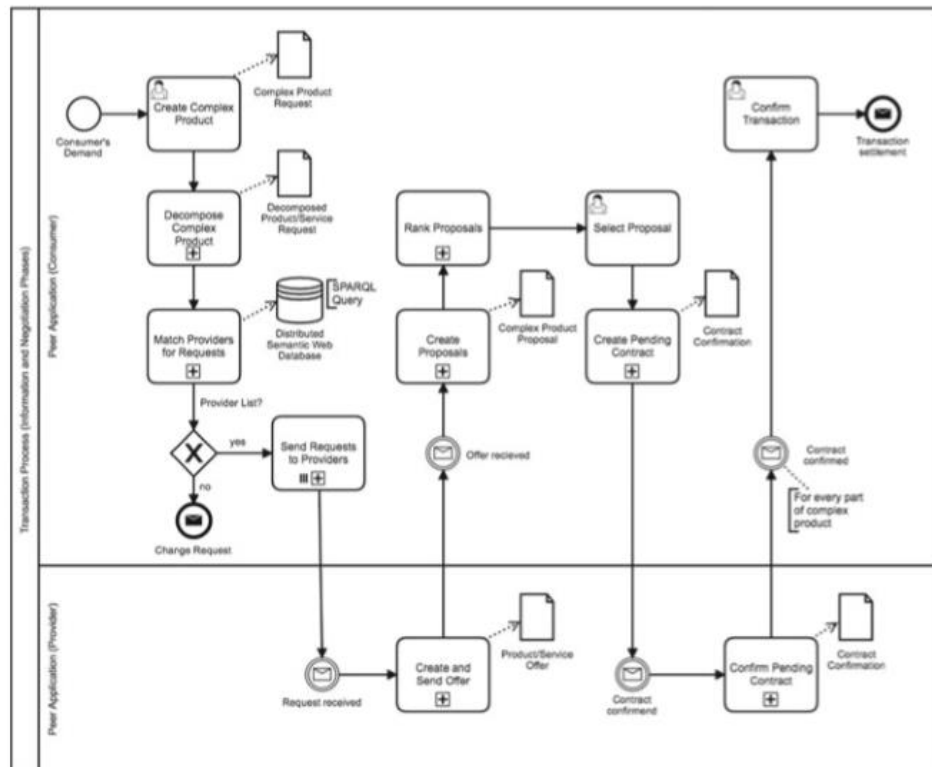 Transaction Process (Information and Negotiation Phases)
Peer Application (Consumer)
Create Complex
Product
Complex Product
Request
Consumer's
Demand
Decompose
Complex
Product
Decomposed
Product/Service
Request
Match Providers
for Requests
SPARQL
Query
Distributed
Semantic Web
Database
Provider List?
yes
no
Send Requests
to Providers
Change Request
Rank Proposals
Select Proposal
Create
Proposals
Complex Product
Proposal
Create Pending
Contract
Contract
Confirmation
Offer recieved
Confirm
Transaction
Transaction
settlement
Contract
confirmed
For every part
of complex
product
Peer Application (Provider)
Request received
Create and
Send Offer
Product/Service
Offer
Contract
confirmend
Confirm Pending
Contract
Contract
Confirmation